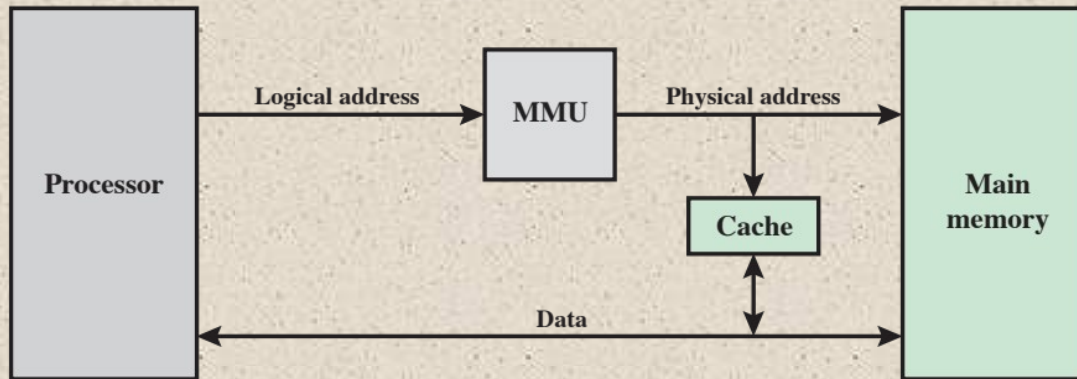 Logical address
Physical address
MMU
Processor
Main
memory
Cache
Data